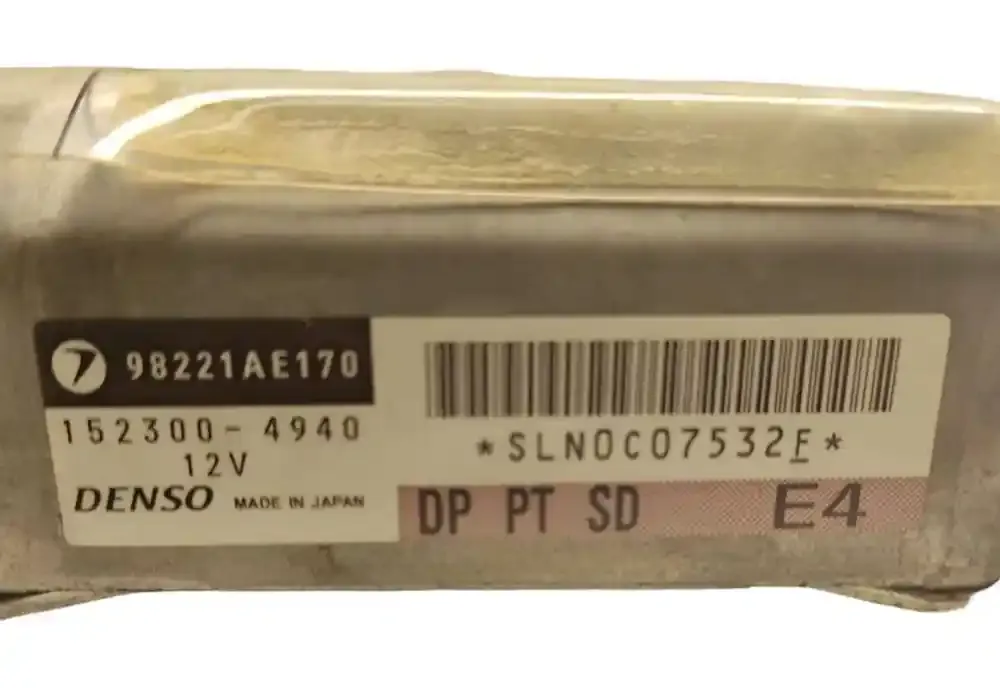 98221AE170
152300-4940
12V
DENSO MADE IN JAPAN
*SLN0C07532F*
DP PT SD E4